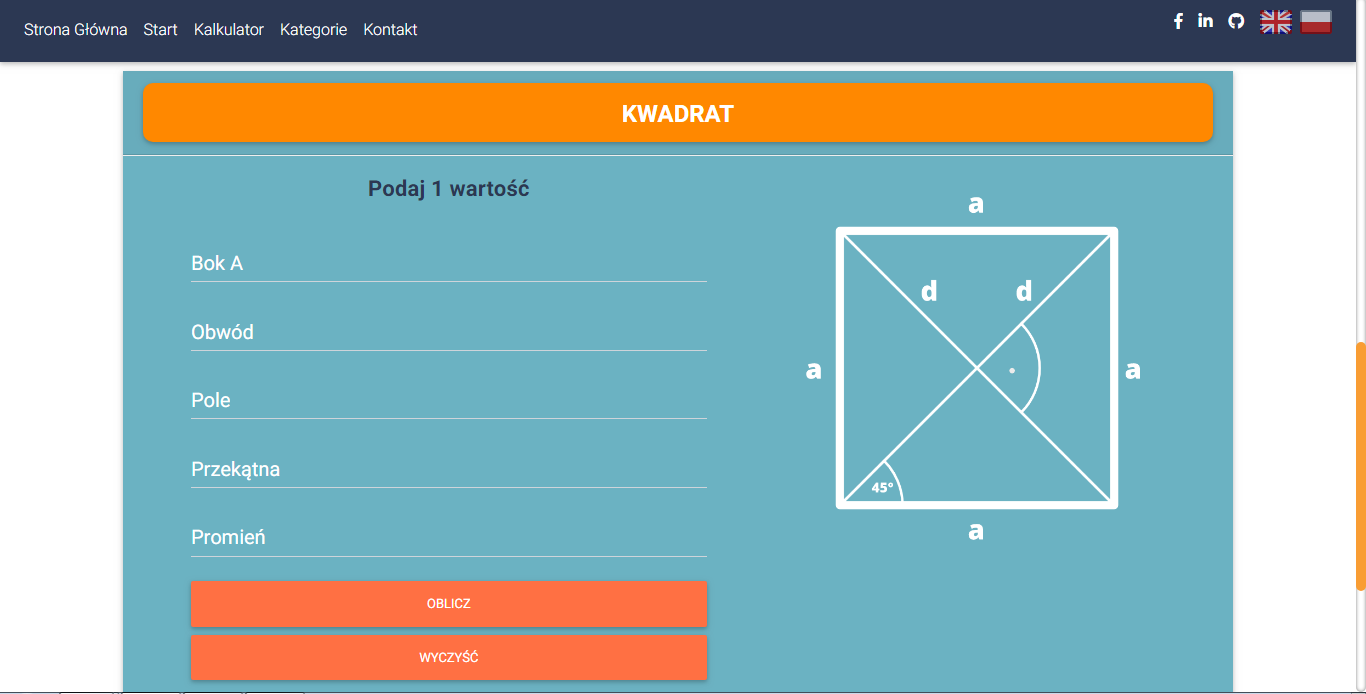 Strona Główna Start Kalkulator Kategorie Kontakt
KWADRAT
Podaj 1 wartość
Bok A
Obwód
Pole
Przekątna
Promień
OBLICZ
WYCZYŚĆ
a
d d
a a
45°
a